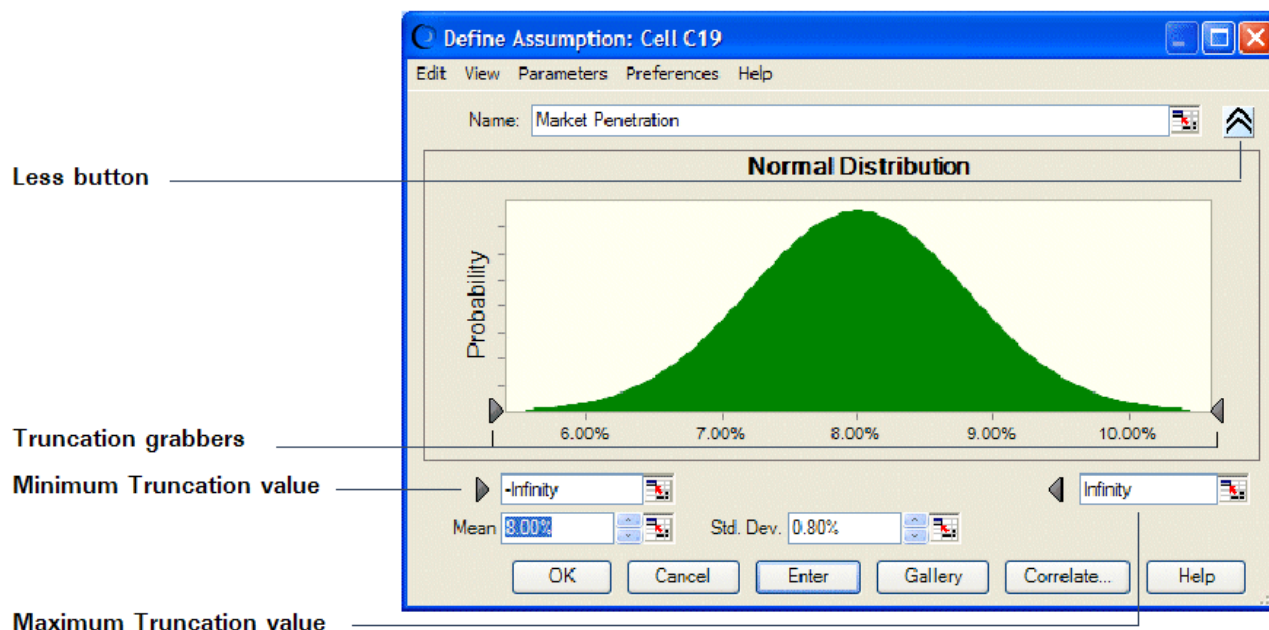 Define Assumption: Cell C19
Edit View Parameters Preferences Help
Name: Market Penetration
Less button
Normal Distribution
Probability
6.00% 7.00% 8.00% 9.00% 10.00%
Truncation grabbers
Minimum Truncation value
-Infinity Infinity
Mean 8.00% Std. Dev. 0.80%
OK Cancel Enter Gallery Correlate... Help
Maximum Truncation value